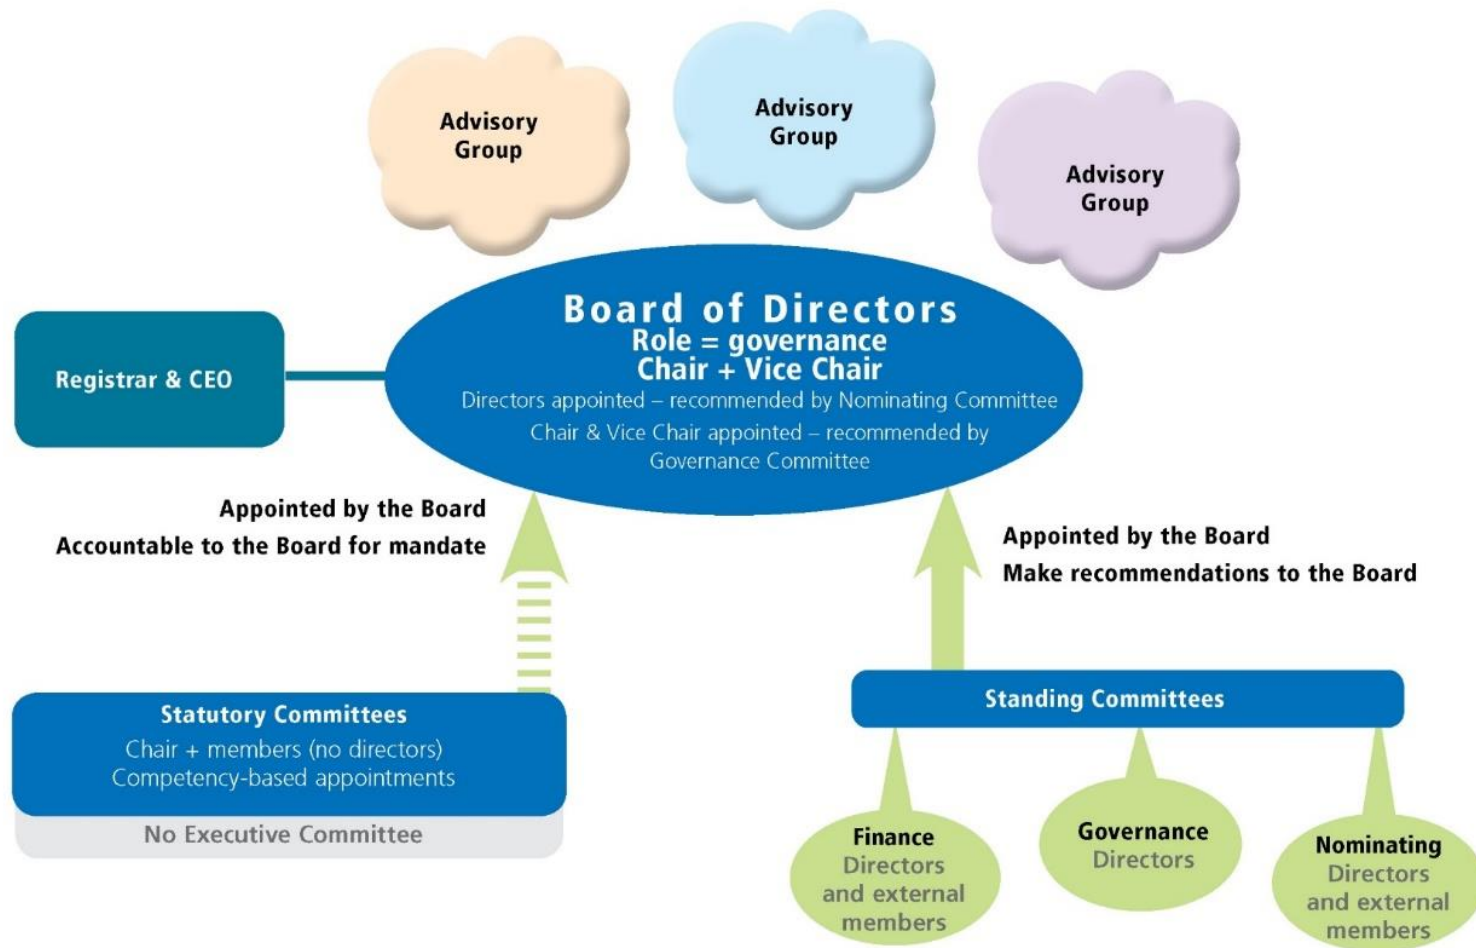 Advisory
Group
Advisory
Group
Advisory
Group
Board of Directors
Role = governance
Chair + Vice Chair
Directors appointed – recommended by Nominating Committee
Chair & Vice Chair appointed – recommended by
Governance Committee
Registrar & CEO
Appointed by the Board
Accountable to the Board for mandate
Appointed by the Board
Make recommendations to the Board
Statutory Committees
Chair + members (no directors)
Competency-based appointments
No Executive Committee
Standing Committees
Finance
Directors
and external
members
Governance
Directors
Nominating
Directors
and external
members